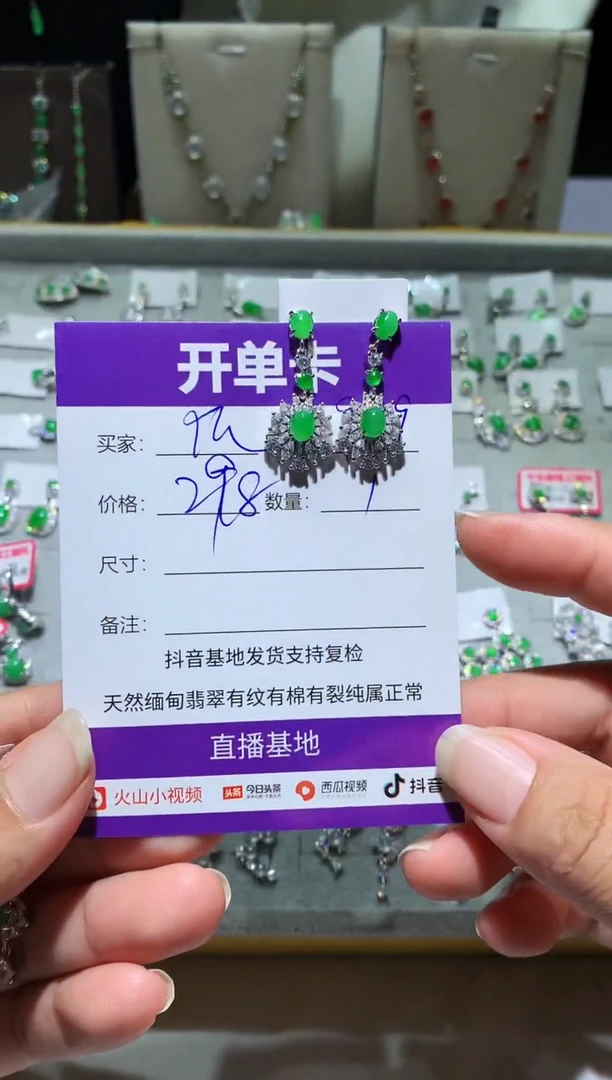 开单卡
买家：
价格： 298 数量： 1
尺寸：
备注：
抖音基地发货支持复检
天然缅甸翡翠有纹有棉有裂纯属正常
直播基地
火山小视频 头条 今日头条 西瓜视频 抖音